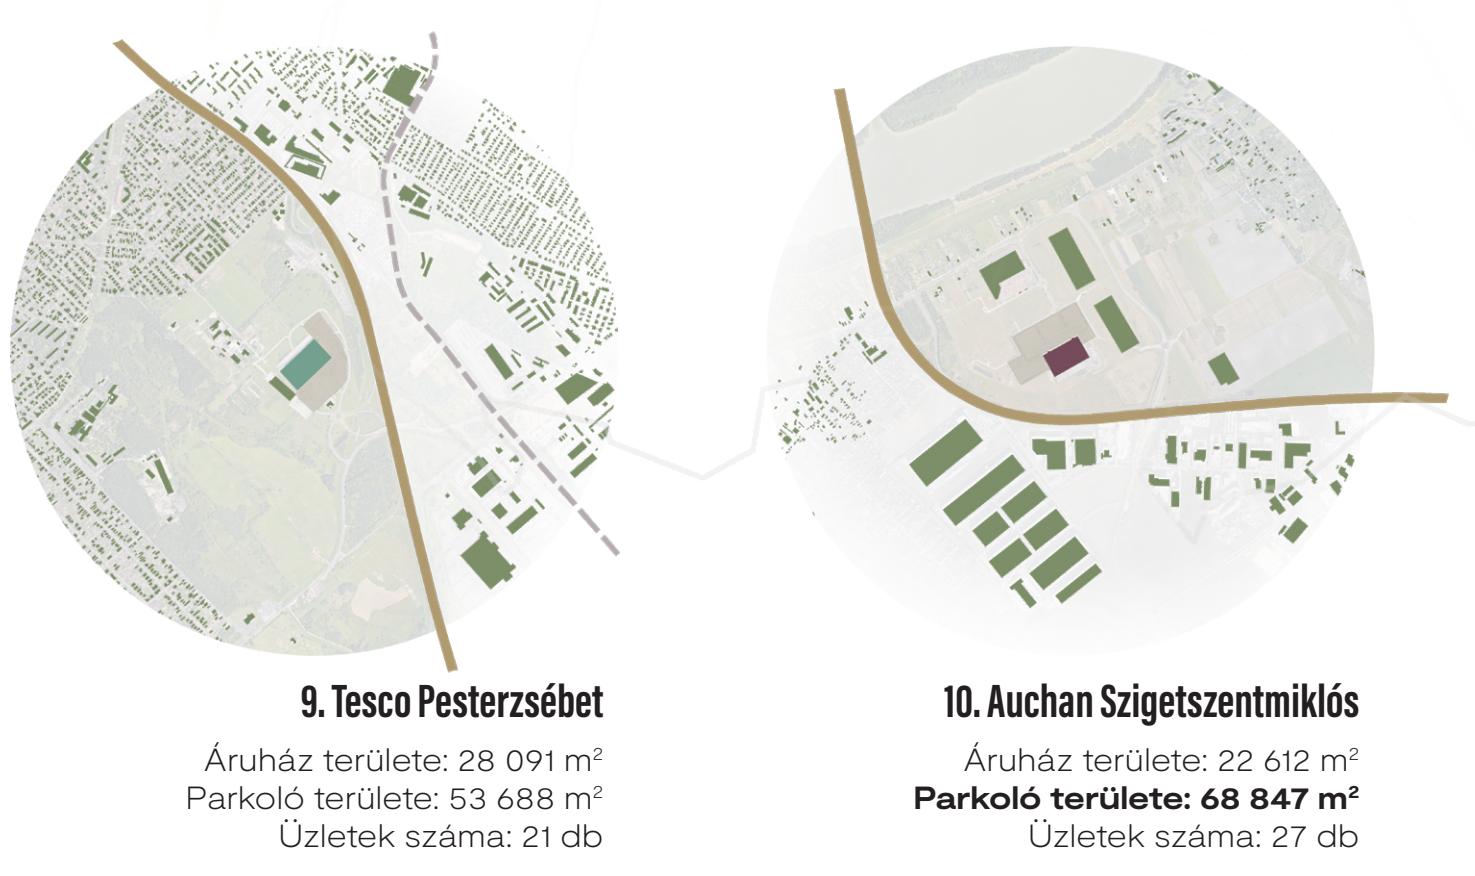 9. Tesco Pesterzsébet
Áruház területe: 28 091 m²
Parkoló területe: 53 688 m²
Üzletek száma: 21 db
10. Auchan Szigetszentmiklós
Áruház területe: 22 612 m²
Parkoló területe: 68 847 m²
Üzletek száma: 27 db